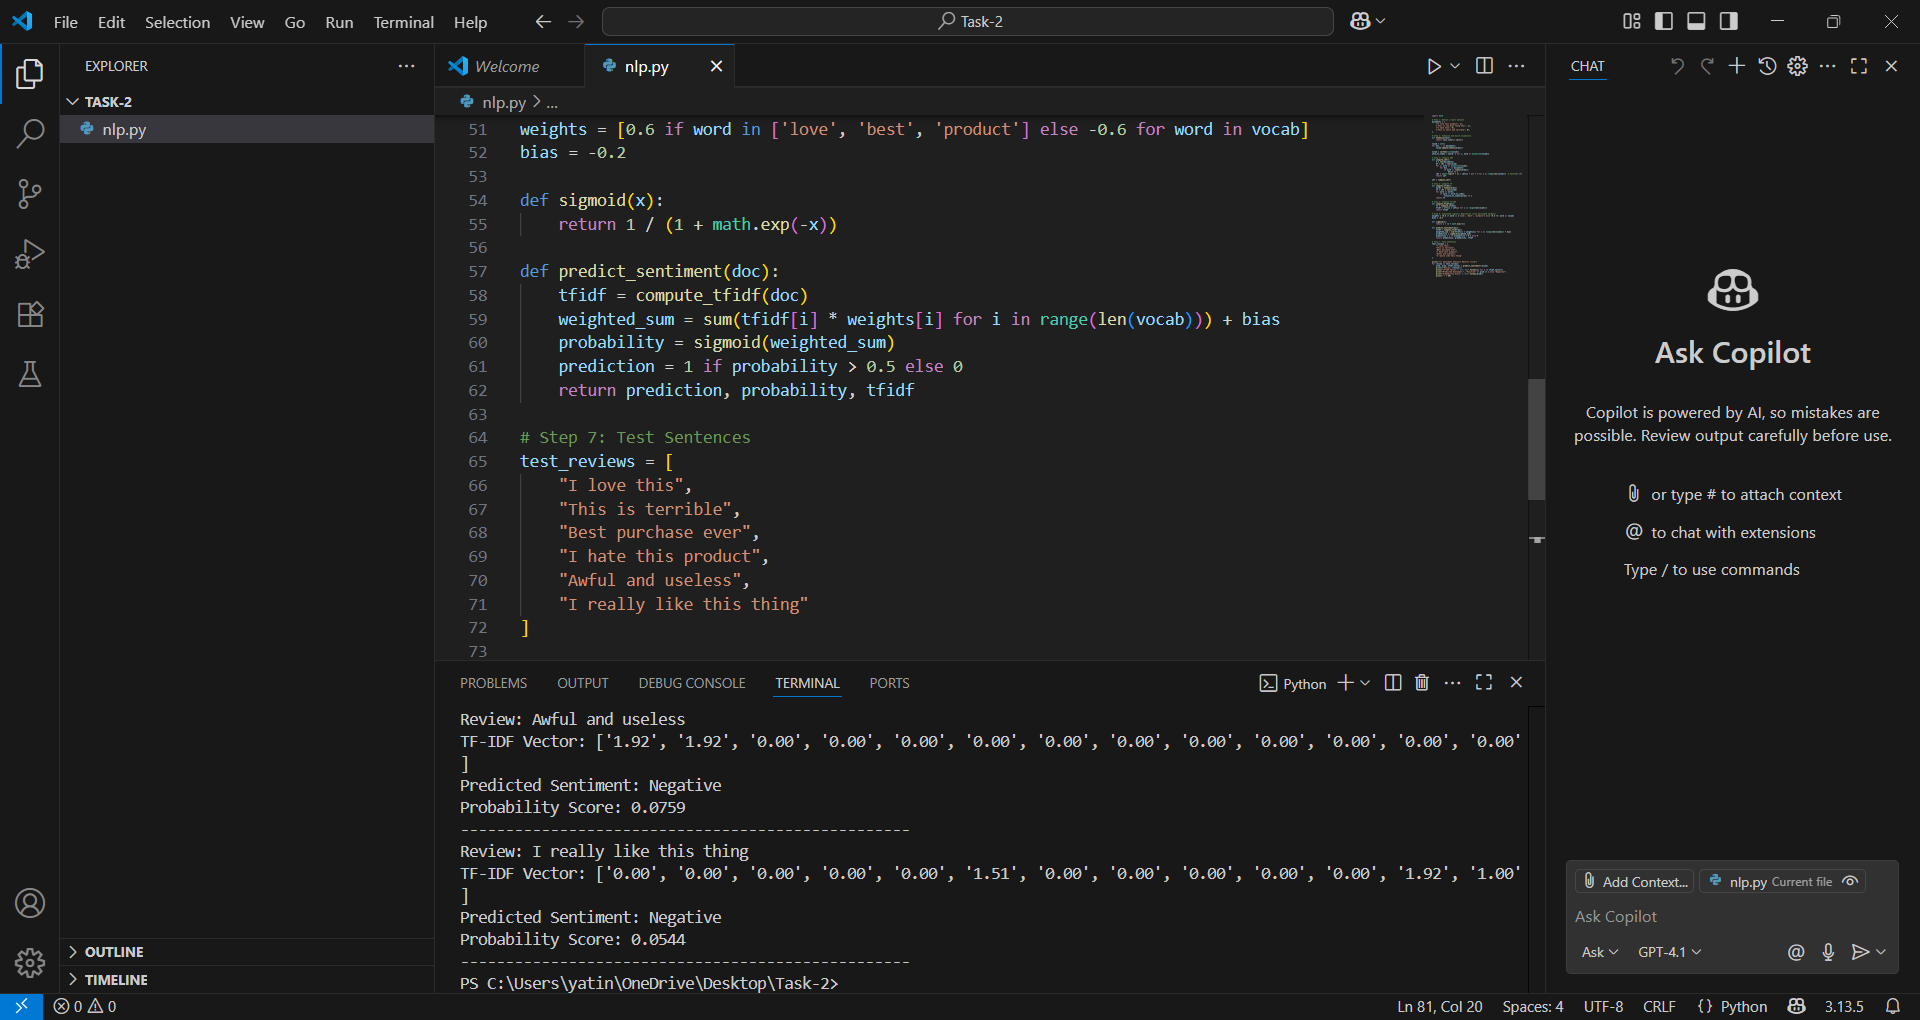 File Edit Selection View Go Run Terminal Help
Task-2
EXPLORER
TASK-2
nlp.py
OUTLINE
TIMELINE
Welcome
nlp.py
nlp.py > ...
51 weights = [0.6 if word in ['love', 'best', 'product'] else -0.6 for word in vocab]
52 bias = -0.2
53
54 def sigmoid(x):
55     return 1 / (1 + math.exp(-x))
56
57 def predict_sentiment(doc):
58     tfidf = compute_tfidf(doc)
59     weighted_sum = sum(tfidf[i] * weights[i] for i in range(len(vocab))) + bias
60     probability = sigmoid(weighted_sum)
61     prediction = 1 if probability > 0.5 else 0
62     return prediction, probability, tfidf
63
64 # Step 7: Test Sentences
65 test_reviews = [
66     "I love this",
67     "This is terrible",
68     "Best purchase ever",
69     "I hate this product",
70     "Awful and useless",
71     "I really like this thing"
72 ]
73
PROBLEMS OUTPUT DEBUG CONSOLE TERMINAL PORTS
Python
Review: Awful and useless
TF-IDF Vector: ['1.92', '1.92', '0.00', '0.00', '0.00', '0.00', '0.00', '0.00', '0.00', '0.00', '0.00', '0.00', '0.00'
]
Predicted Sentiment: Negative
Probability Score: 0.0759
--------------------------------------------------
Review: I really like this thing
TF-IDF Vector: ['0.00', '0.00', '0.00', '0.00', '0.00', '1.51', '0.00', '0.00', '0.00', '0.00', '0.00', '1.92', '1.00'
]
Predicted Sentiment: Negative
Probability Score: 0.0544
--------------------------------------------------
PS C:\Users\yatin\OneDrive\Desktop\Task-2>
CHAT
Ask Copilot
Copilot is powered by AI, so mistakes are
possible. Review output carefully before use.
or type # to attach context
@ to chat with extensions
Type / to use commands
Add Context...
nlp.py Current file
Ask Copilot
Ask
GPT-4.1
@
0 0
Ln 81, Col 20
Spaces: 4
UTF-8
CRLF
{} Python
3.13.5